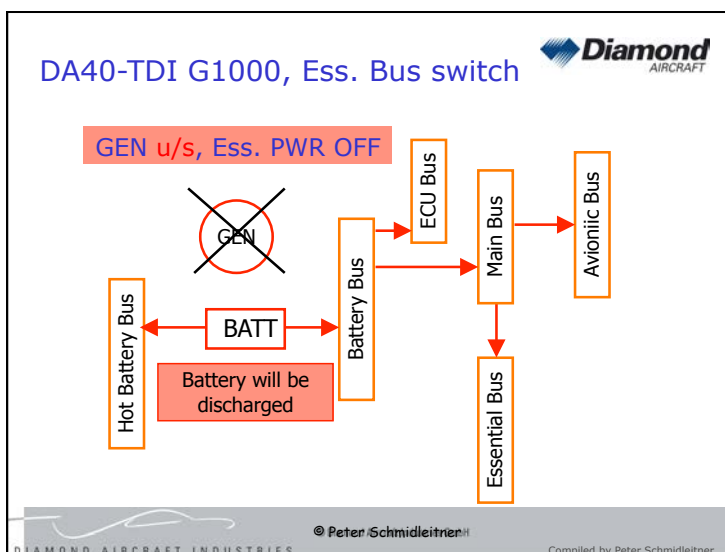 DA40-TDI G1000, Ess. Bus switch
Diamond
AIRCRAFT
GEN u/s, Ess. PWR OFF
GEN
ECU Bus
Main Bus
Avioniic Bus
Battery Bus
Hot Battery Bus
BATT
Battery will be
discharged
Essential Bus
© Peter Schmidleitner
DIAMOND AIRCRAFT INDUSTRIES
Compiled by Peter Schmidleitner